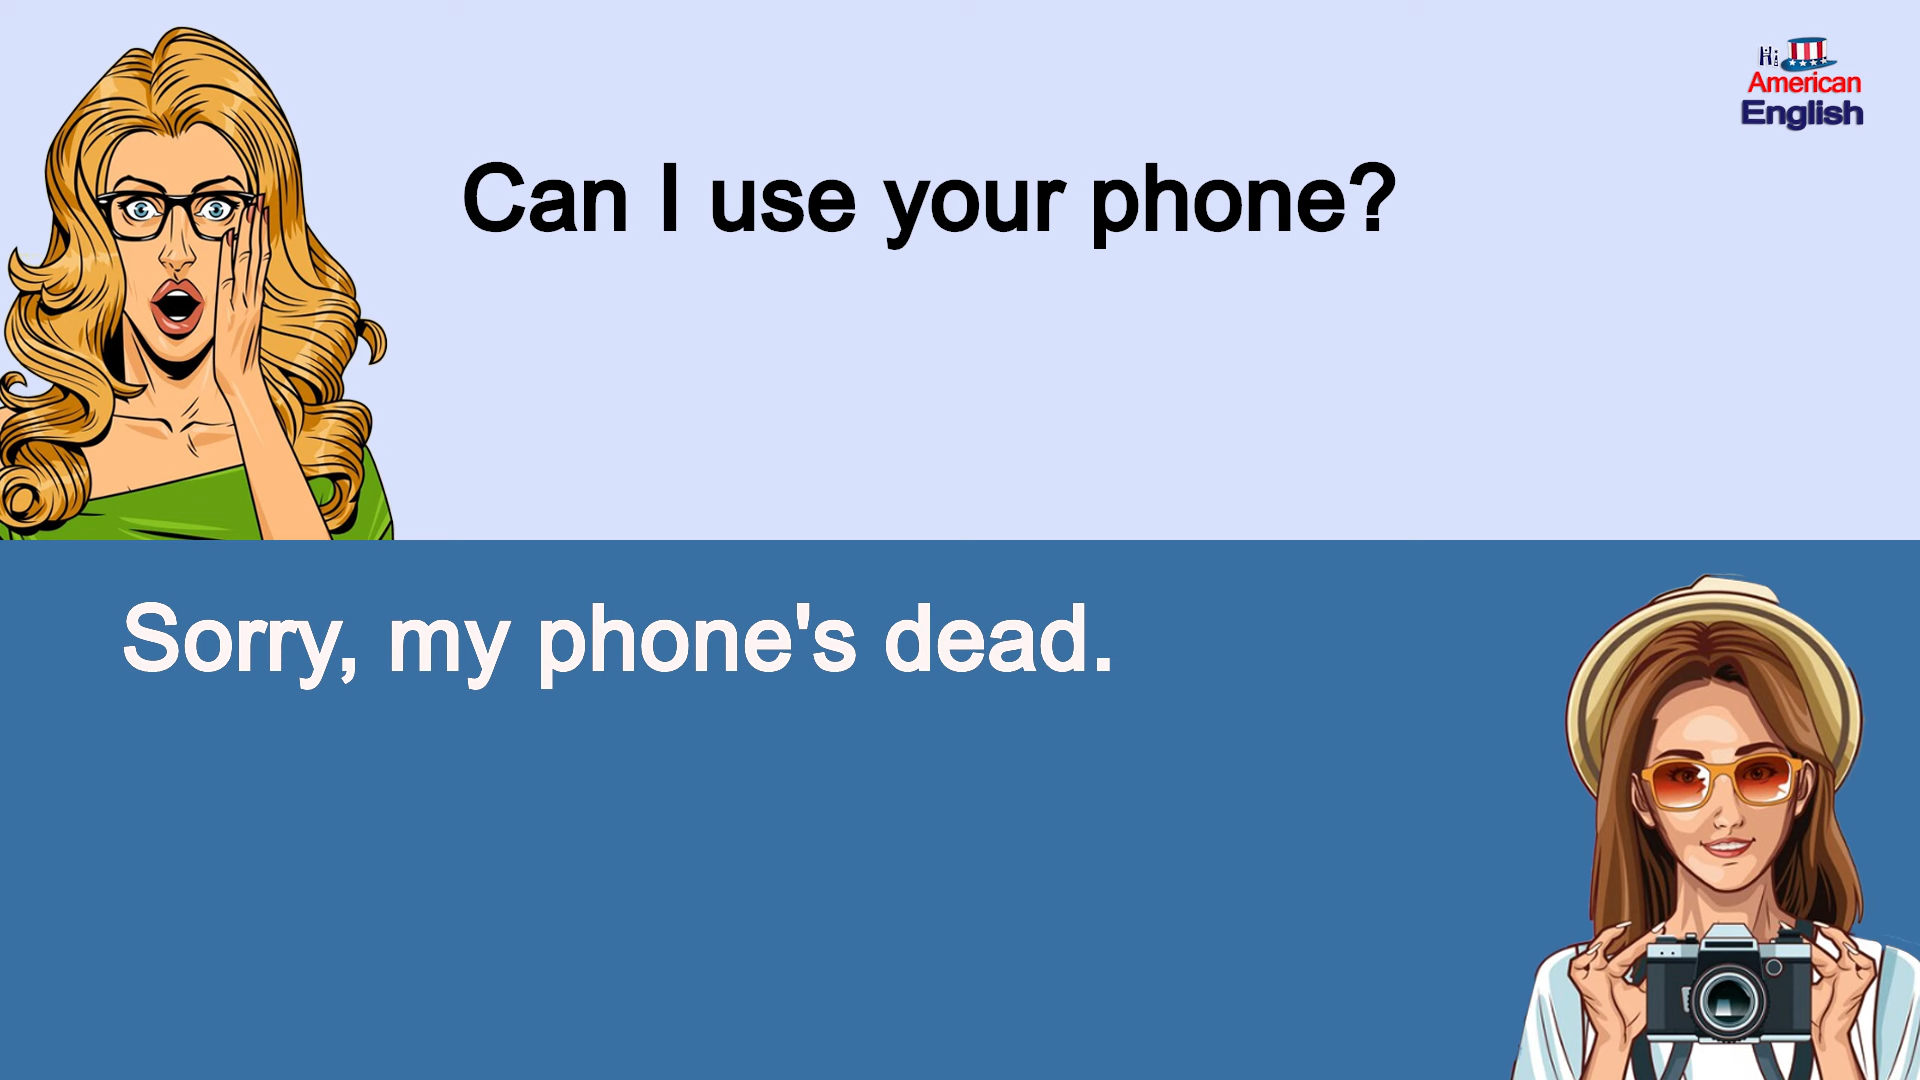 Hi
American
English
Can I use your phone?
Sorry, my phone's dead.